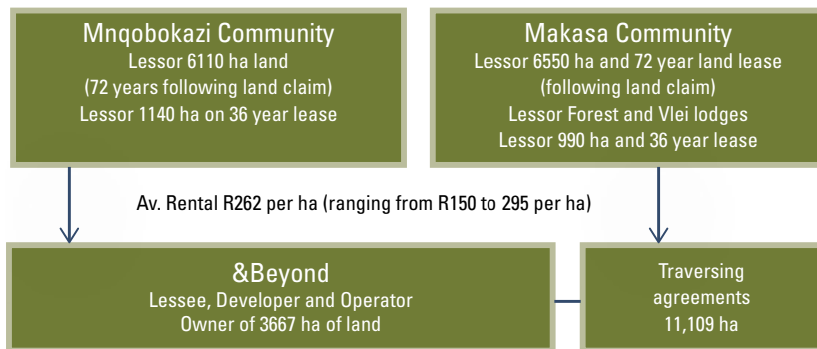 Mnqobokazi Community
Lessor 6110 ha land
(72 years following land claim)
Lessor 1140 ha on 36 year lease
Makasa Community
Lessor 6550 ha and 72 year land lease
(following land claim)
Lessor Forest and Vlei lodges
Lessor 990 ha and 36 year lease
Av. Rental R262 per ha (ranging from R150 to 295 per ha)
&Beyond
Lessee, Developer and Operator
Owner of 3667 ha of land
Traversing
agreements
11,109 ha